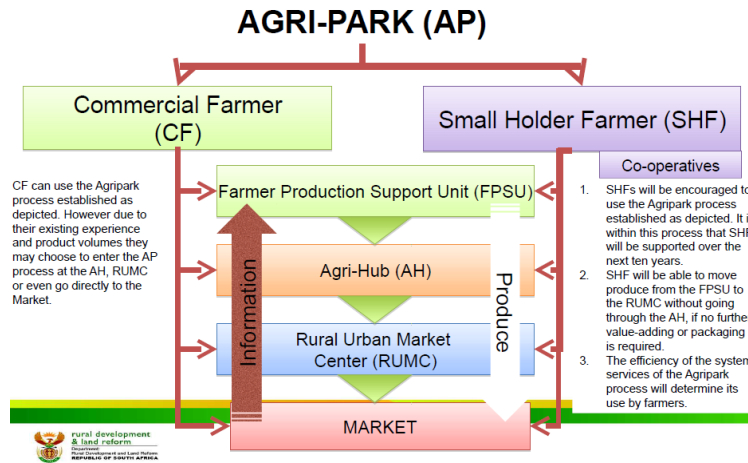 AGRI-PARK (AP)
Commercial Farmer
(CF)
Small Holder Farmer (SHF)
Co-operatives
CF can use the Agripark
process established as
depicted. However due to
their existing experience
and product volumes they
may choose to enter the AP
process at the AH, RUMC
or even go directly to the
Market.
Farmer Production Support Unit (FPSU)
Agri-Hub (AH)
Rural Urban Market
Center (RUMC)
MARKET
Information
Produce
1. SHFs will be encouraged to
use the Agripark process
established as depicted. It i
within this process that SHF
will be supported over the
next ten years.
2. SHF will be able to move
produce from the FPSU to
the RUMC without going
through the AH, if no furthe
value-adding or packaging
is required.
3. The efficiency of the system
services of the Agripark
process will determine its
use by farmers.
rural development
& land reform
Department:
Rural Development and Land Reform
REPUBLIC OF SOUTH AFRICA